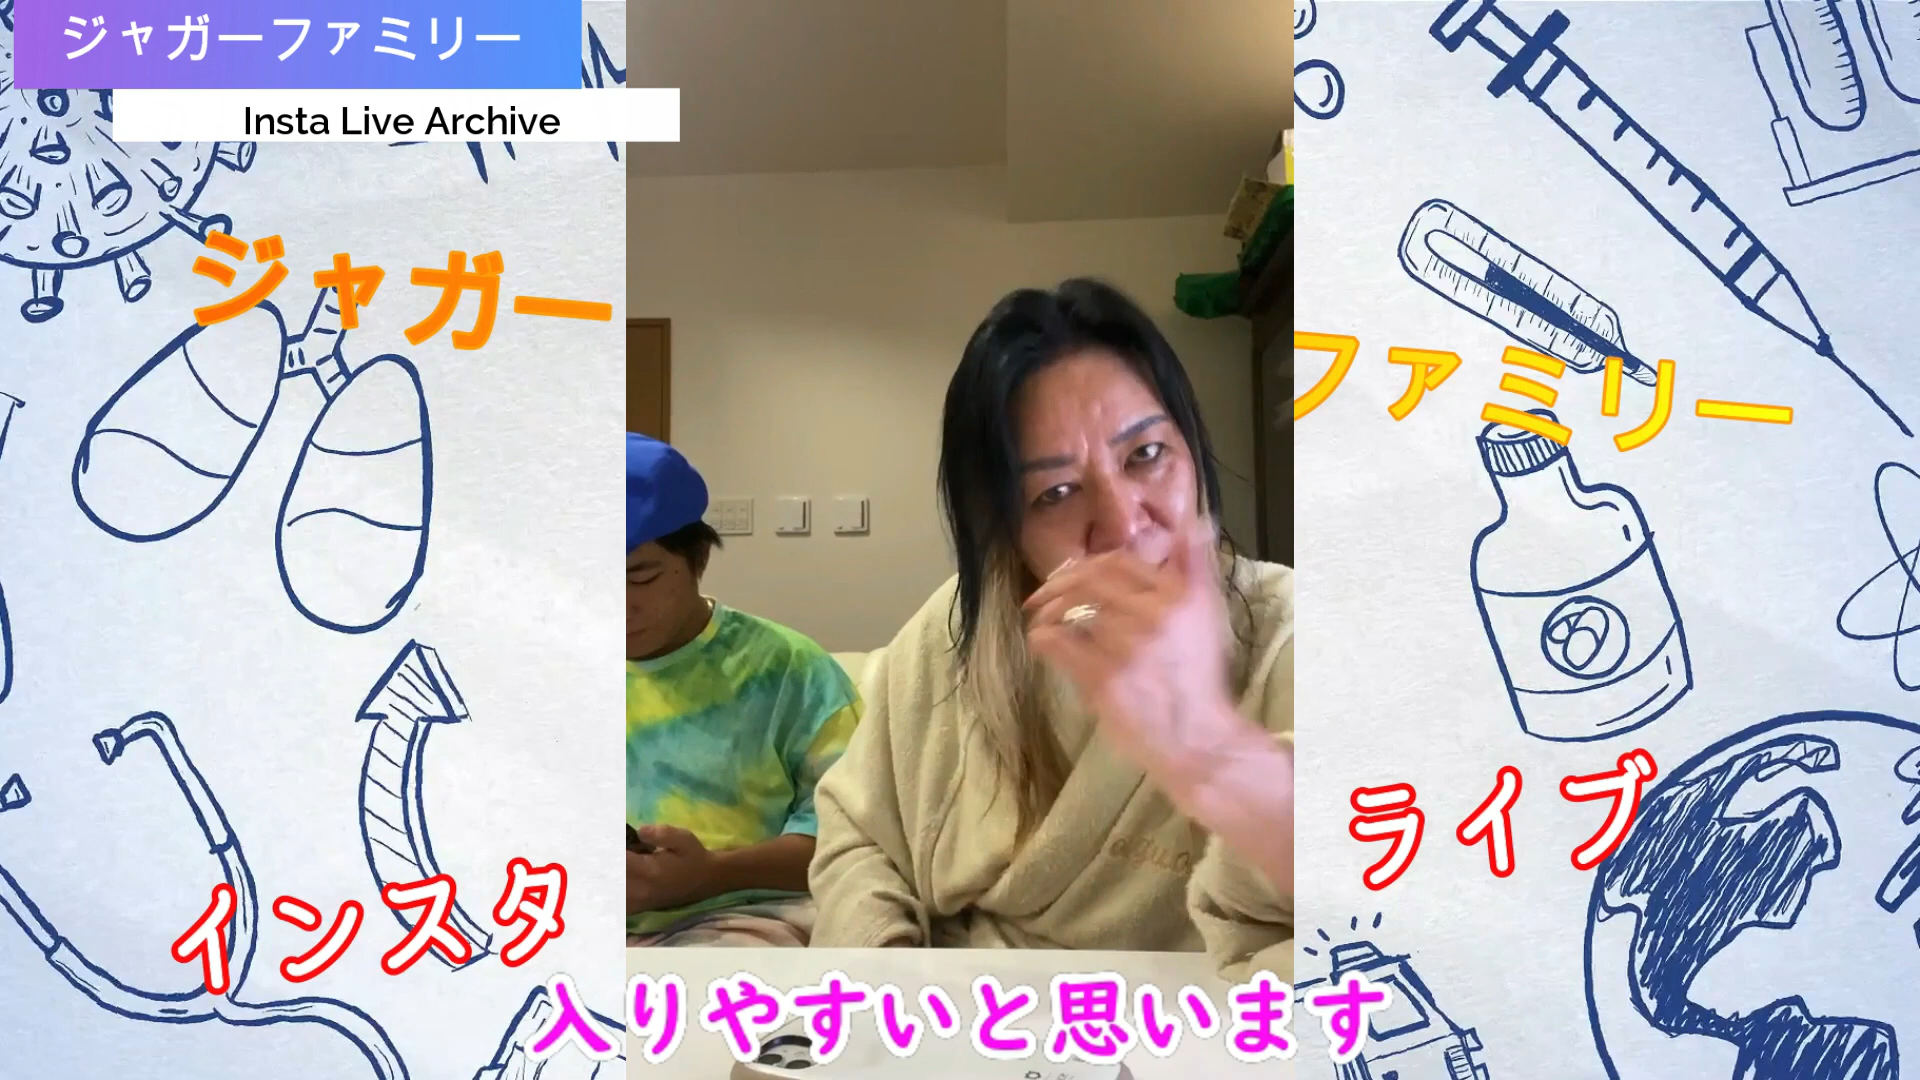 ジャガーファミリー
Insta Live Archive
ジャガー
ファミリー
インスタ
ライブ
入りやすいと思います